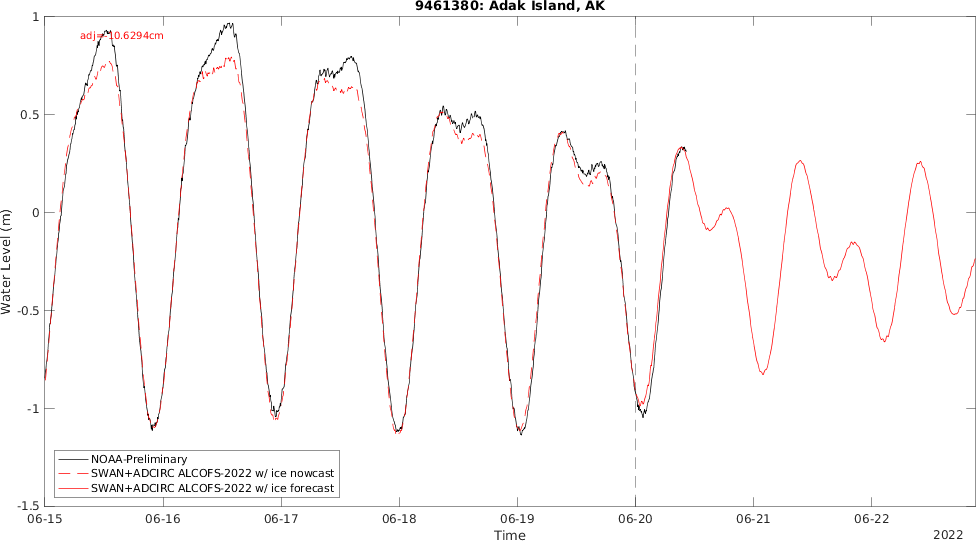 9461380: Adak Island, AK
adj=-10.6294cm
Water Level (m)
1
0.5
0
-0.5
-1
-1.5
NOAA-Preliminary
SWAN+ADCIRC ALCOFS-2022 w/ ice nowcast
SWAN+ADCIRC ALCOFS-2022 w/ ice forecast
06-15 06-16 06-17 06-18 06-19 06-20 06-21 06-22
Time
2022